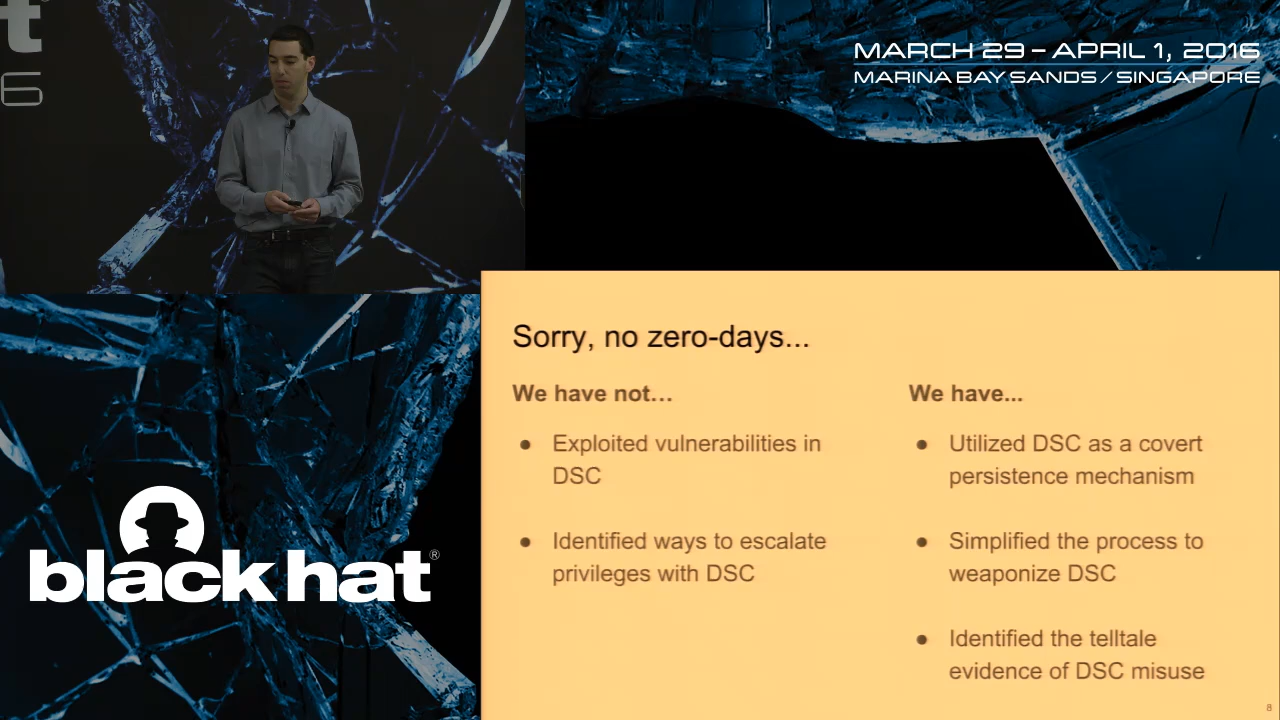 t
6
MARCH 29 – APRIL 1, 2016
MARINA BAY SANDS / SINGAPORE
black hat®
Sorry, no zero-days...
We have not…
● Exploited vulnerabilities in
DSC
● Identified ways to escalate
privileges with DSC
We have...
● Utilized DSC as a covert
persistence mechanism
● Simplified the process to
weaponize DSC
● Identified the telltale
evidence of DSC misuse
8